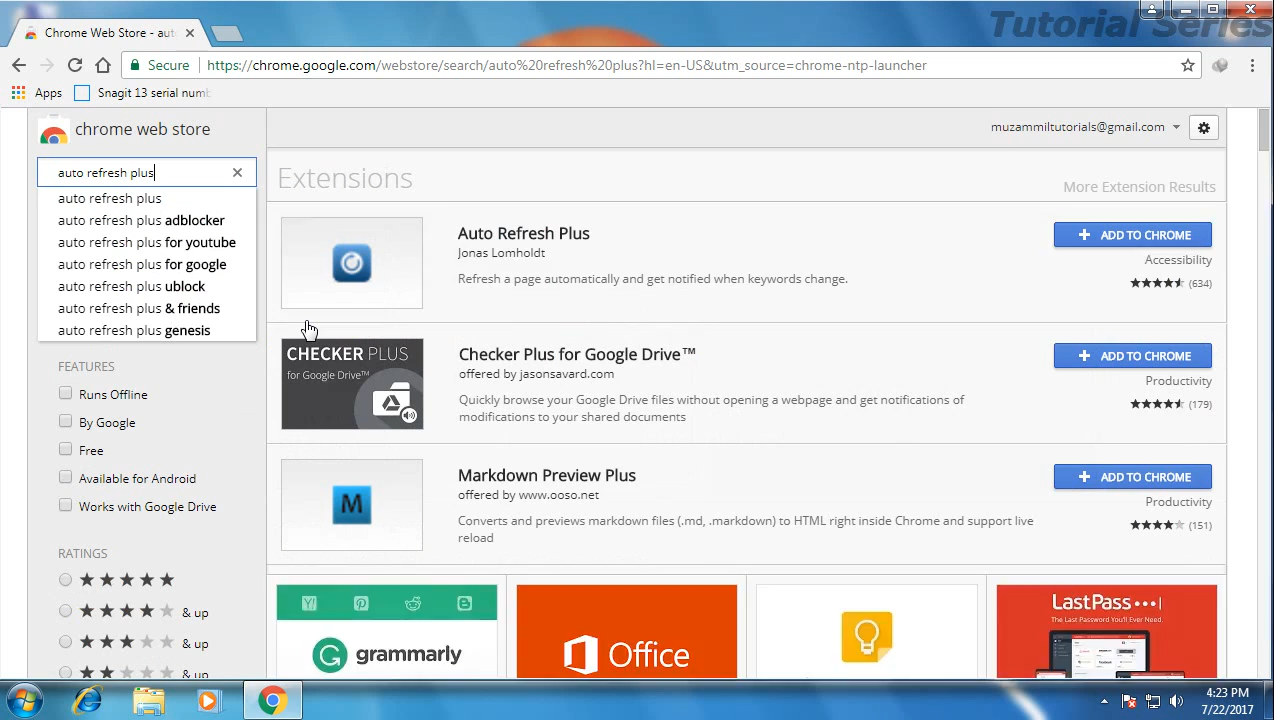 Tutorial Series
Chrome Web Store - aut
Secure
https://chrome.google.com/webstore/search/auto%20refresh%20plus?hl=en-US&utm_source=chrome-ntp-launcher
Apps
Snagit 13 serial numb
chrome web store
muzammiltutorials@gmail.com
auto refresh plus
auto refresh plus
auto refresh plus adblocker
auto refresh plus for youtube
auto refresh plus for google
auto refresh plus ublock
auto refresh plus & friends
auto refresh plus genesis
FEATURES
Runs Offline
By Google
Free
Available for Android
Works with Google Drive
RATINGS
& up
& up
& up
Extensions
More Extension Results
Auto Refresh Plus
Jonas Lomholdt
Refresh a page automatically and get notified when keywords change.
ADD TO CHROME
Accessibility
(634)
CHECKER PLUS
for Google Drive™
Checker Plus for Google Drive™
offered by jasonsavard.com
Quickly browse your Google Drive files without opening a webpage and get notifications of
modifications to your shared documents
ADD TO CHROME
Productivity
(179)
M
Markdown Preview Plus
offered by www.ooso.net
Converts and previews markdown files (.md, .markdown) to HTML right inside Chrome and support live
reload
ADD TO CHROME
Productivity
(151)
grammarly
Office
LastPass
The Last Password You'll Ever Need.
4:23 PM
7/22/2017